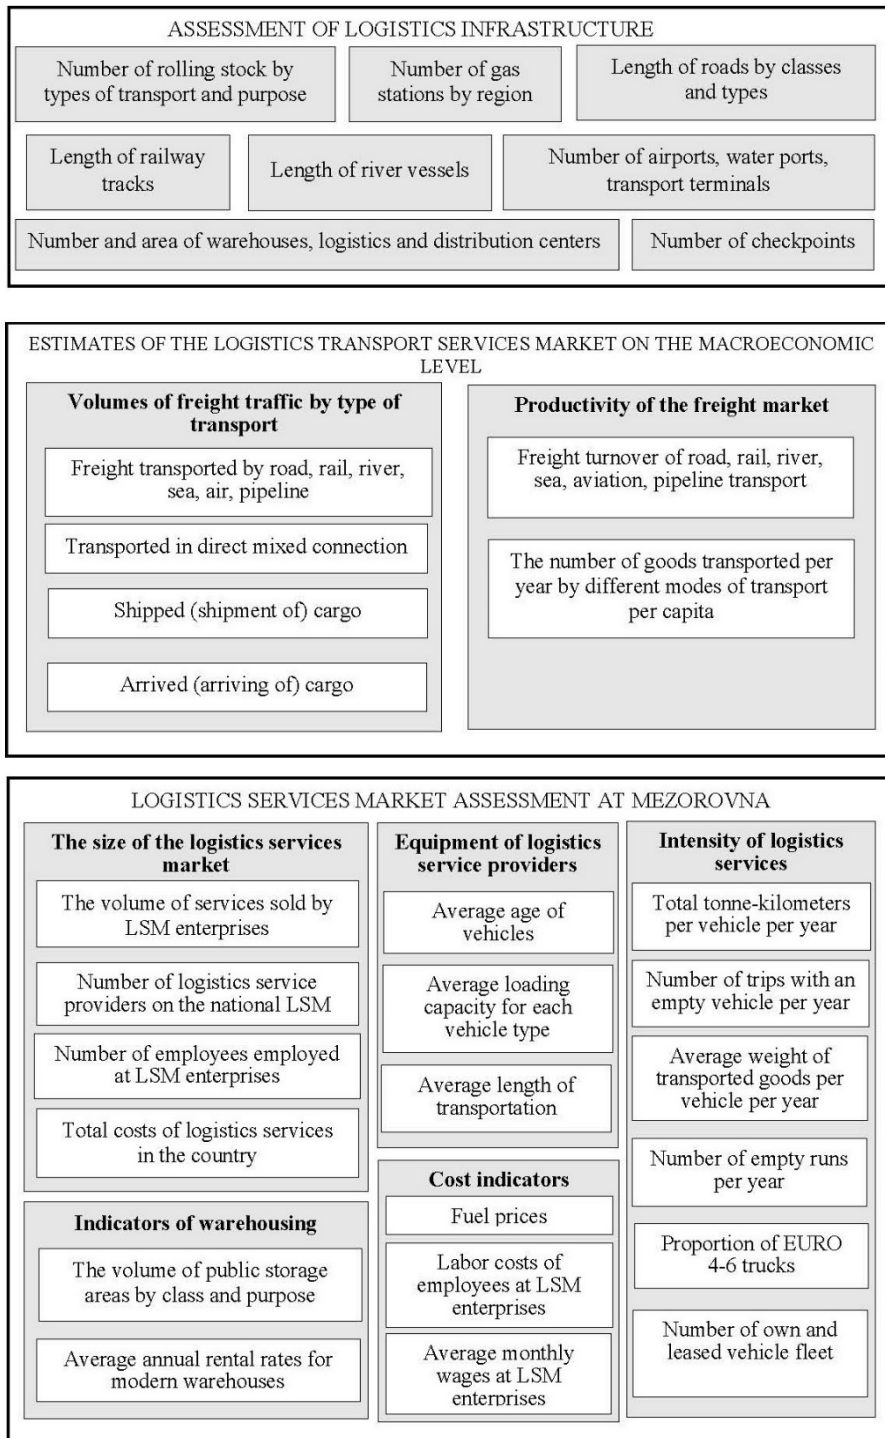 ASSESSMENT OF LOGISTICS INFRASTRUCTURE
Number of rolling stock by
types of transport and purpose
Number of gas
stations by region
Length of roads by classes
and types
Length of railway
tracks
Length of river vessels
Number of airports, water ports,
transport terminals
Number and area of warehouses, logistics and distribution centers
Number of checkpoints
ESTIMATES OF THE LOGISTICS TRANSPORT SERVICES MARKET ON THE MACROECONOMIC
LEVEL
Volumes of freight traffic by type of
transport
Freight transported by road, rail, river,
sea, air, pipeline
Transported in direct mixed connection
Shipped (shipment of) cargo
Arrived (arriving of) cargo
Productivity of the freight market
Freight turnover of road, rail, river,
sea, aviation, pipeline transport
The number of goods transported per
year by different modes of transport
per capita
LOGISTICS SERVICES MARKET ASSESSMENT AT MEZOROVNA
The size of the logistics services
market
The volume of services sold by
LSM enterprises
Number of logistics service
providers on the national LSM
Number of employees employed
at LSM enterprises
Total costs of logistics services
in the country
Indicators of warehousing
The volume of public storage
areas by class and purpose
Average annual rental rates for
modern warehouses
Equipment of logistics
service providers
Average age of
vehicles
Average loading
capacity for each
vehicle type
Average length of
transportation
Cost indicators
Fuel prices
Labor costs of
employees at LSM
enterprises
Average monthly
wages at LSM
enterprises
Intensity of logistics
services
Total tonne-kilometers
per vehicle per year
Number of trips with an
empty vehicle per year
Average weight of
transported goods per
vehicle per year
Number of empty runs
per year
Proportion of EURO
4-6 trucks
Number of own and
leased vehicle fleet